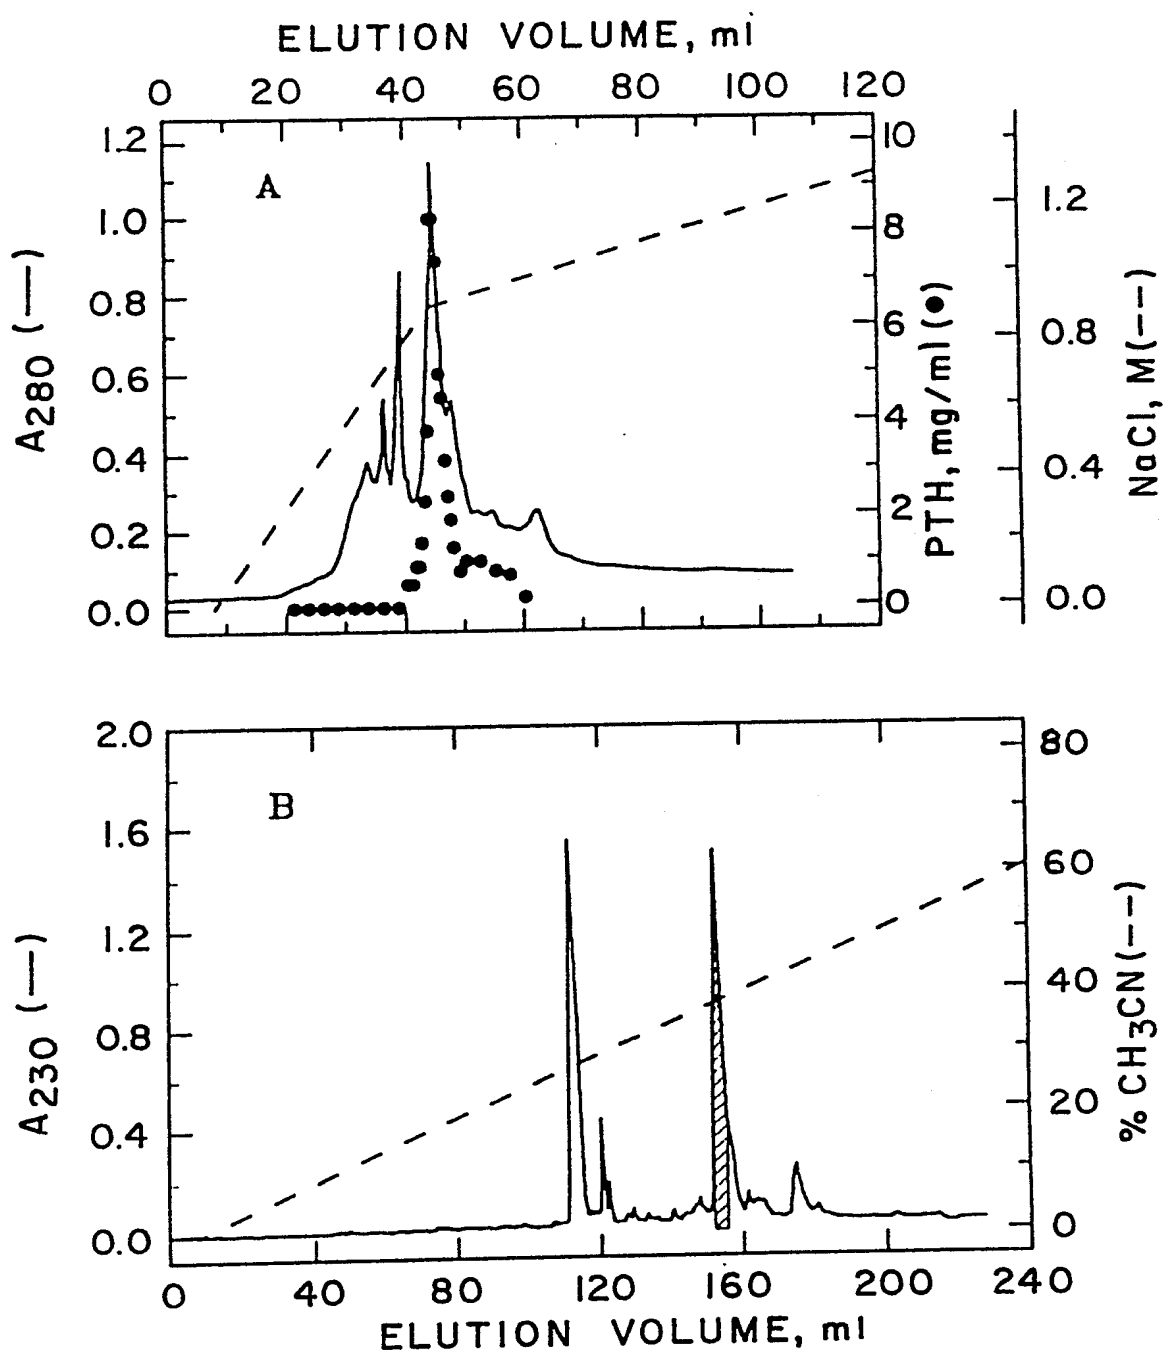 ELUTION VOLUME, ml
0 20 40 60 80 100 120
1.2
1.0
0.8
0.6
0.4
0.2
0.0
A280 (—)
A
10
8
6
4
2
0
PTH, mg/ml (●)
1.2
0.8
0.4
0.0
NaCl, M (--)
2.0
1.6
1.2
0.8
0.4
0.0
A230 (—)
B
80
60
40
20
0
% CH3CN (--)
0 40 80 120 160 200 240
ELUTION VOLUME, ml